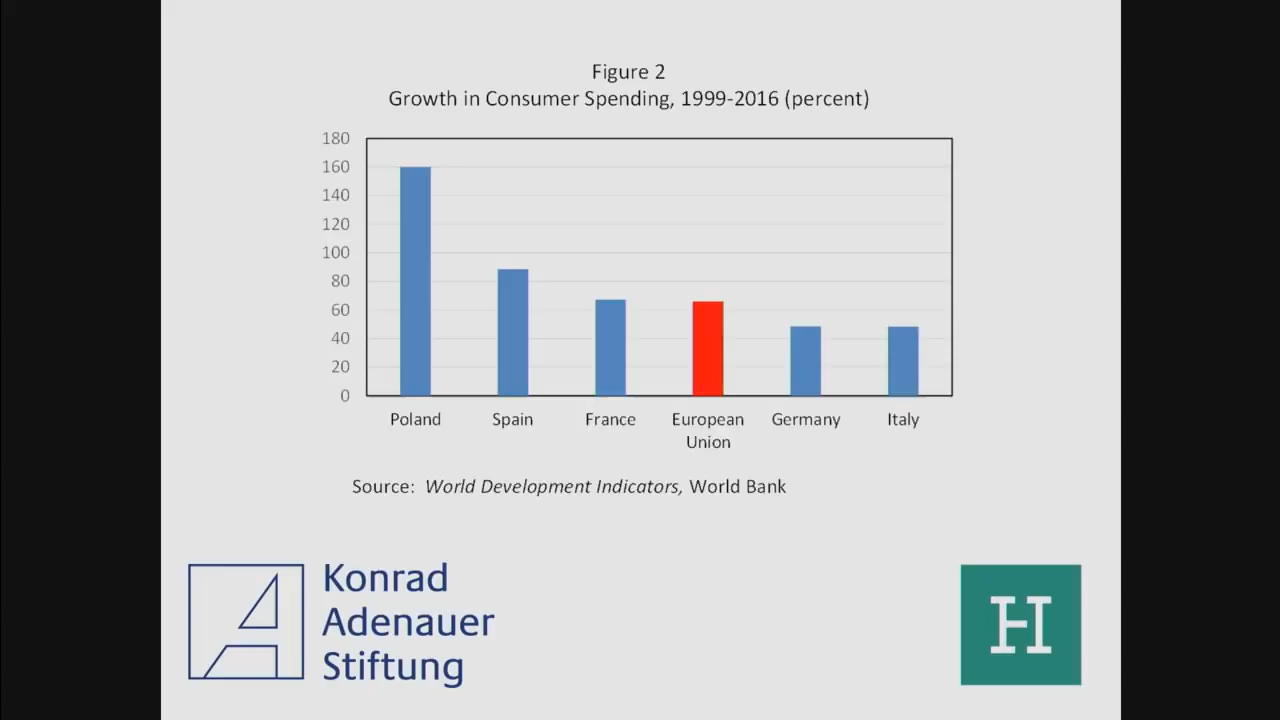 Figure 2
Growth in Consumer Spending, 1999-2016 (percent)
180
160
140
120
100
80
60
40
20
0
Poland Spain France European Union Germany Italy
Source: World Development Indicators, World Bank
Konrad
Adenauer
Stiftung
H